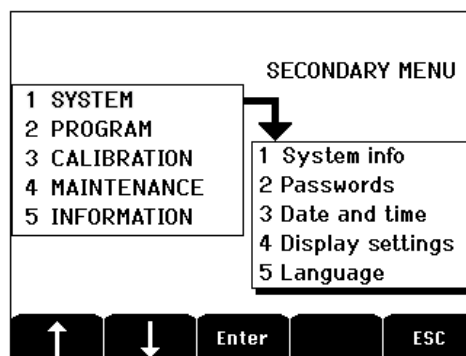 SECONDARY MENU
1 SYSTEM
2 PROGRAM
3 CALIBRATION
4 MAINTENANCE
5 INFORMATION
1 System info
2 Passwords
3 Date and time
4 Display settings
5 Language
Enter
ESC